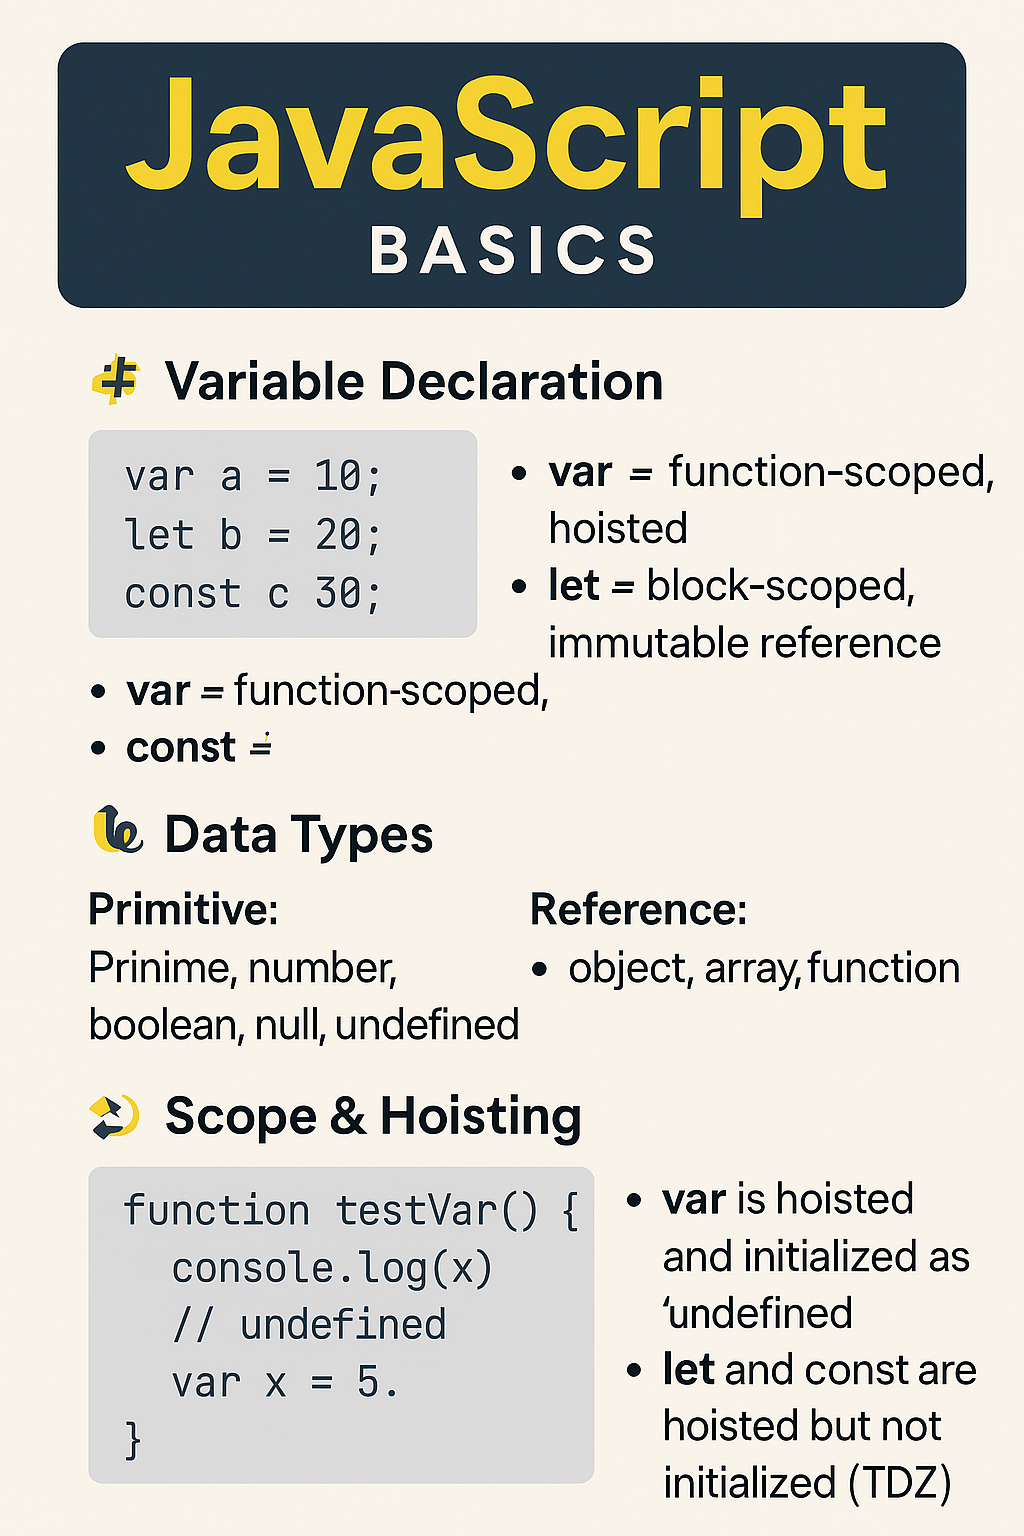 JavaScript
BASICS
Variable Declaration
var a = 10;
let b = 20;
const c 30;
• var = function-scoped,
hoisted
• let = block-scoped,
immutable reference
• var = function-scoped,
• const =
Data Types
Primitive:
Prinime, number,
boolean, null, undefined
Reference:
• object, array, function
Scope & Hoisting
function testVar() {
  console.log(x)
  // undefined
  var x = 5.
}
• var is hoisted
and initialized as
‘undefined
• let and const are
hoisted but not
initialized (TDZ)